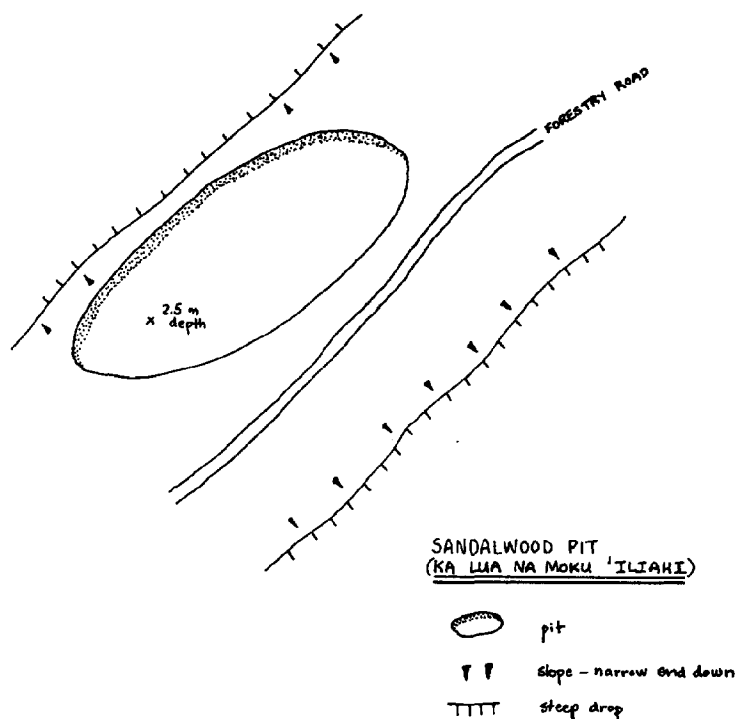 FORESTRY ROAD
x 2.5 m
depth
SANDALWOOD PIT
(KA LUA NA MOKU 'ILIAHI)
pit
slope - narrow end down
steep drop